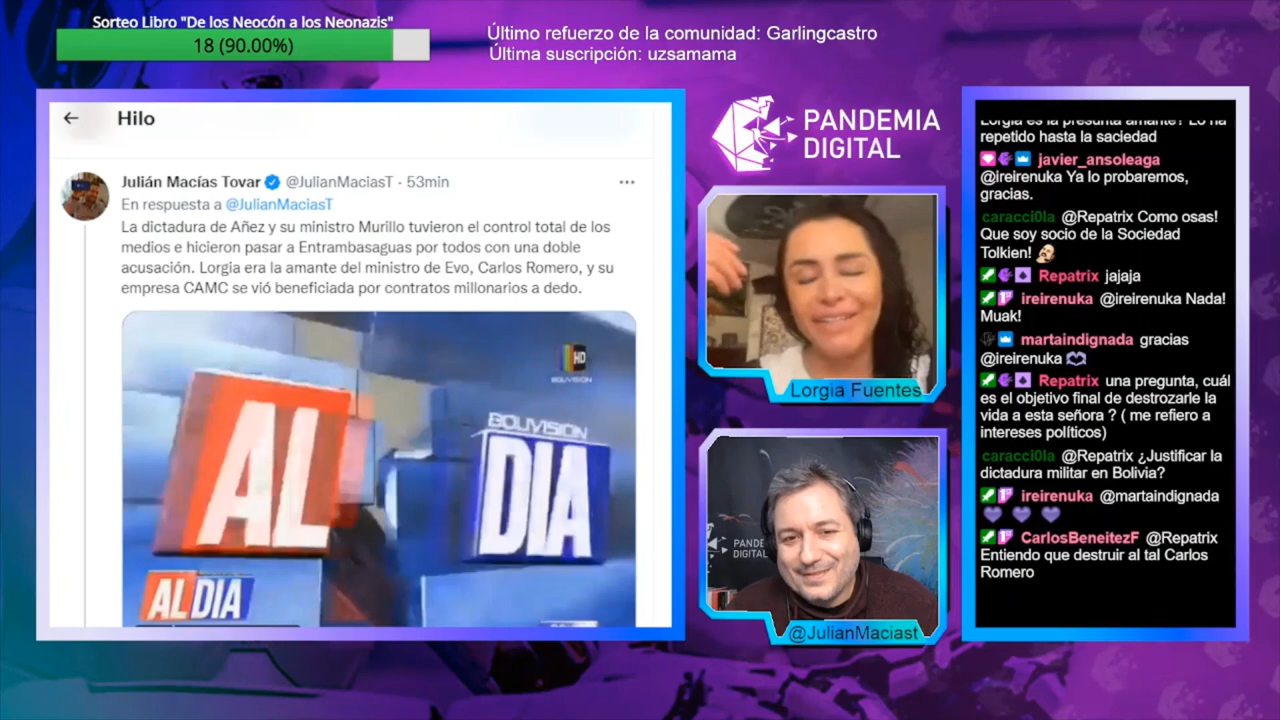 Sorteo Libro "De los Neocón a los Neonazis"
18 (90.00%)
Último refuerzo de la comunidad: Garlingcastro
Última suscripción: uzsamama
Hilo
Julián Macías Tovar @JulianMaciasT · 53min
En respuesta a @JulianMaciasT
La dictadura de Añez y su ministro Murillo tuvieron el control total de los
medios e hicieron pasar a Entrambasaguas por todos con una doble
acusación. Lorgia era la amante del ministro de Evo, Carlos Romero, y su
empresa CAMC se vió beneficiada por contratos millonarios a dedo.
HD
BOLIVISION
AL
BOLIVISION
DIA
AL DIA
PANDEMIA
DIGITAL
Lorgia Fuentes
PANDE
DIGITAL
@JulianMaciast
Lorgia es la presunta amante? Lo ha
repetido hasta la saciedad
javier_ansoleaga
@ireirenuka Ya lo probaremos,
gracias.
caracci0la @Repatrix Como osas!
Que soy socio de la Sociedad
Tolkien!
Repatrix jajaja
ireirenuka @ireirenuka Nada!
Muak!
martaindignada gracias
@ireirenuka
Repatrix una pregunta, cuál
es el objetivo final de destrozarle la
vida a esta señora ? ( me refiero a
intereses políticos)
caracci0la @Repatrix ¿Justificar la
dictadura militar en Bolivia?
ireirenuka @martaindignada
CarlosBeneitezF @Repatrix
Entiendo que destruir al tal Carlos
Romero